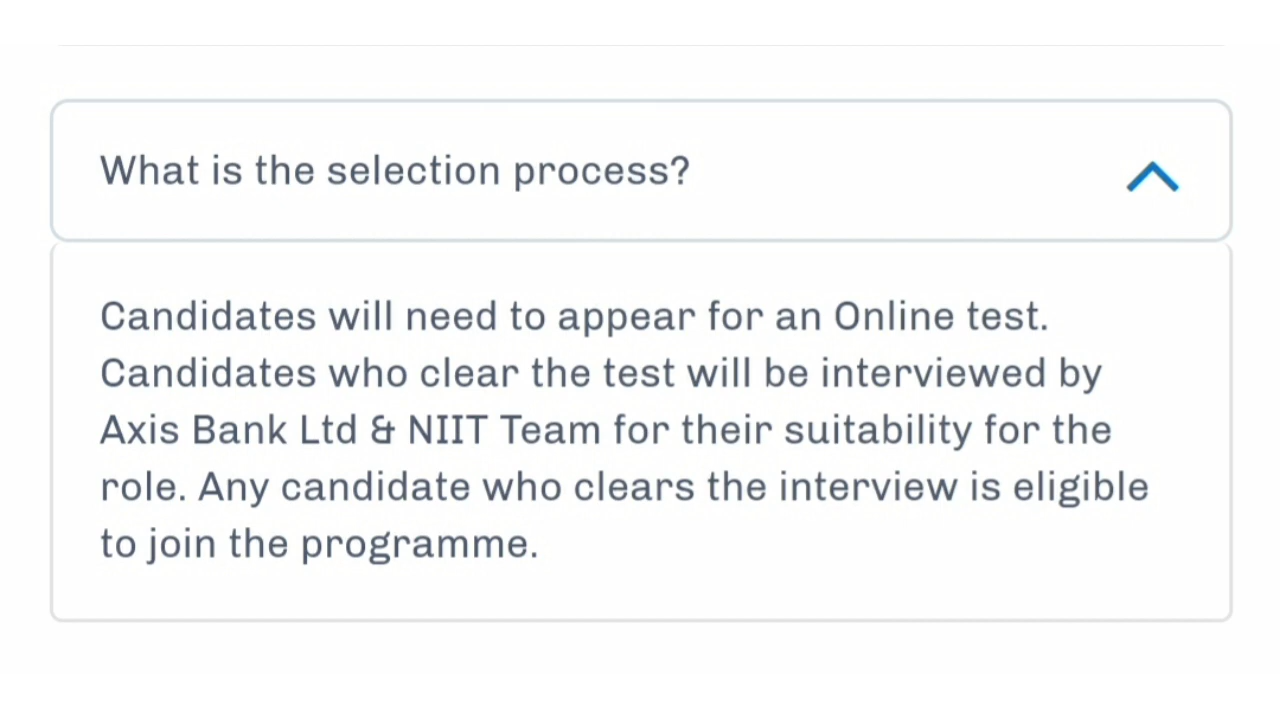 What is the selection process?
Candidates will need to appear for an Online test.
Candidates who clear the test will be interviewed by
Axis Bank Ltd & NIIT Team for their suitability for the
role. Any candidate who clears the interview is eligible
to join the programme.